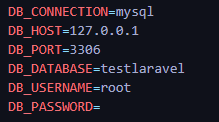 DB_CONNECTION=mysql
DB_HOST=127.0.0.1
DB_PORT=3306
DB_DATABASE=testlaravel
DB_USERNAME=root
DB_PASSWORD=